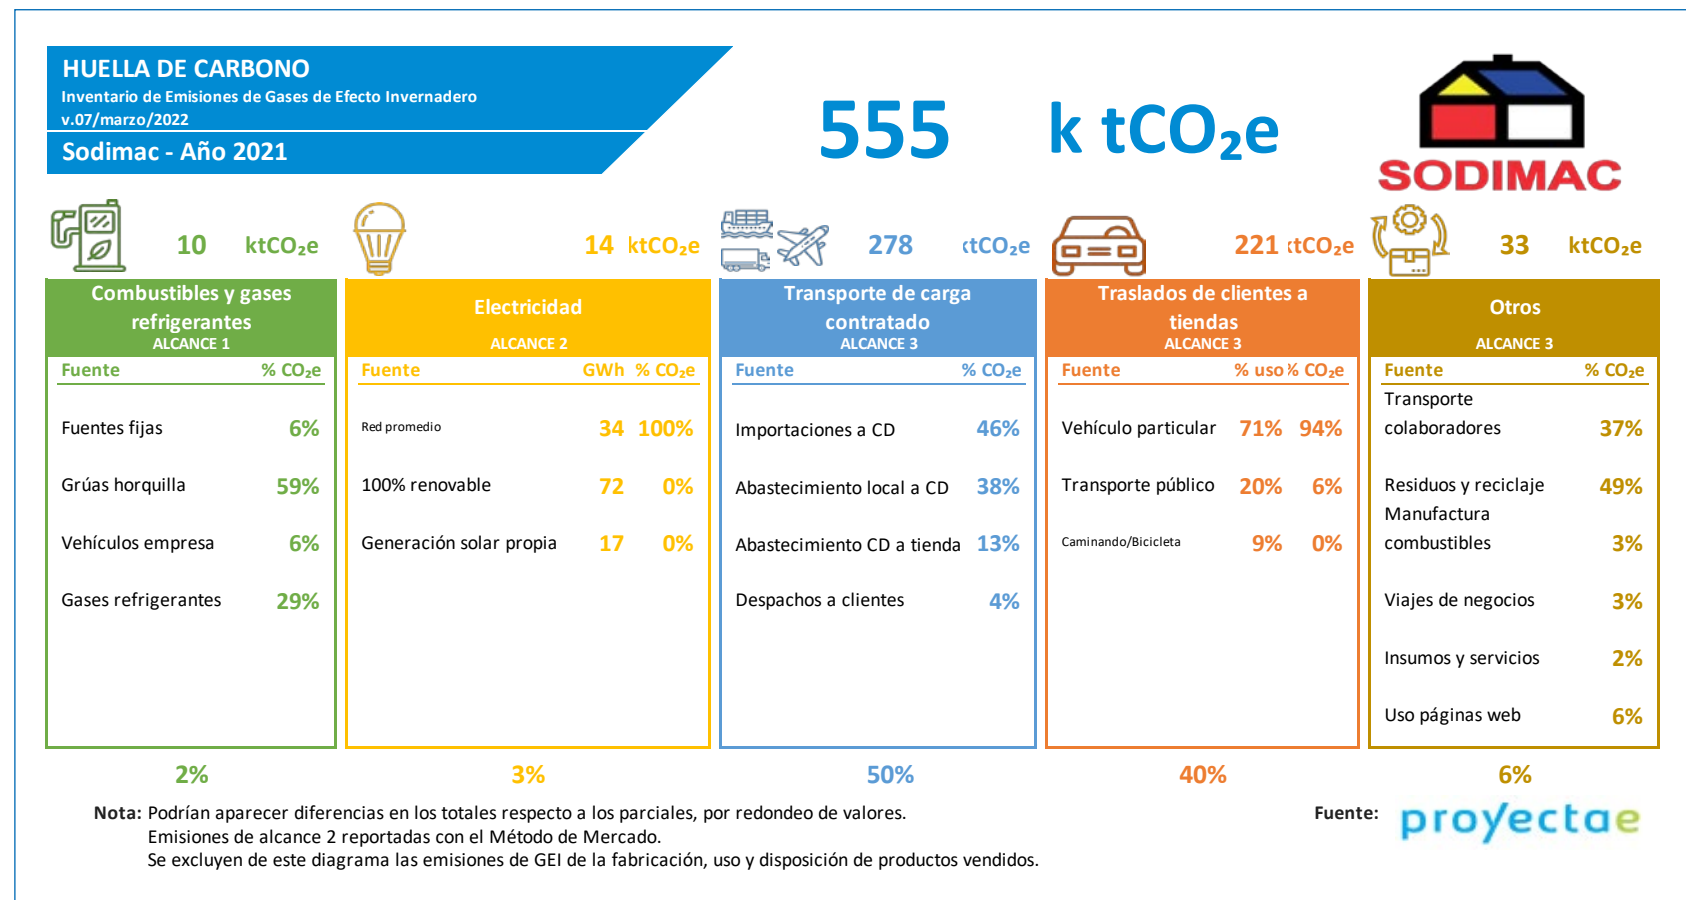 HUELLA DE CARBONO
Inventario de Emisiones de Gases de Efecto Invernadero
v.07/marzo/2022
Sodimac - Año 2021
555 k tCO₂e
SODIMAC
10 ktCO₂e
Combustibles y gases
refrigerantes
ALCANCE 1
Fuente % CO₂e
Fuentes fijas 6%
Grúas horquilla 59%
Vehículos empresa 6%
Gases refrigerantes 29%
2%
14 ktCO₂e
Electricidad
ALCANCE 2
Fuente GWh % CO₂e
Red promedio 34 100%
100% renovable 72 0%
Generación solar propia 17 0%
3%
278 ktCO₂e
Transporte de carga
contratado
ALCANCE 3
Fuente % CO₂e
Importaciones a CD 46%
Abastecimiento local a CD 38%
Abastecimiento CD a tienda 13%
Despachos a clientes 4%
50%
221 ktCO₂e
Traslados de clientes a
tiendas
ALCANCE 3
Fuente % uso % CO₂e
Vehículo particular 71% 94%
Transporte público 20% 6%
Caminando/Bicicleta 9% 0%
40%
33 ktCO₂e
Otros
ALCANCE 3
Fuente % CO₂e
Transporte
colaboradores 37%
Residuos y reciclaje 49%
Manufactura
combustibles 3%
Viajes de negocios 3%
Insumos y servicios 2%
Uso páginas web 6%
6%
Nota: Podrían aparecer diferencias en los totales respecto a los parciales, por redondeo de valores.
Emisiones de alcance 2 reportadas con el Método de Mercado.
Se excluyen de este diagrama las emisiones de GEI de la fabricación, uso y disposición de productos vendidos.
Fuente: proyectae